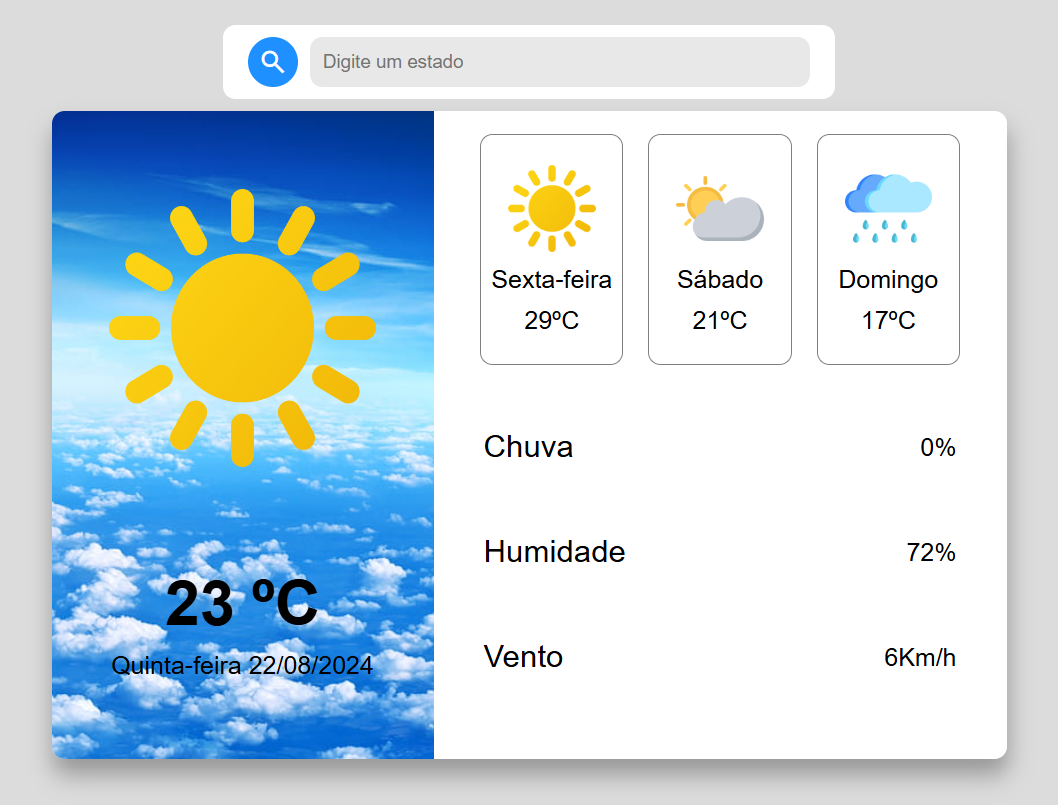 Digite um estado
23 ºC
Quinta-feira 22/08/2024
Sexta-feira
29ºC
Sábado
21ºC
Domingo
17ºC
Chuva 0%
Humidade 72%
Vento 6Km/h